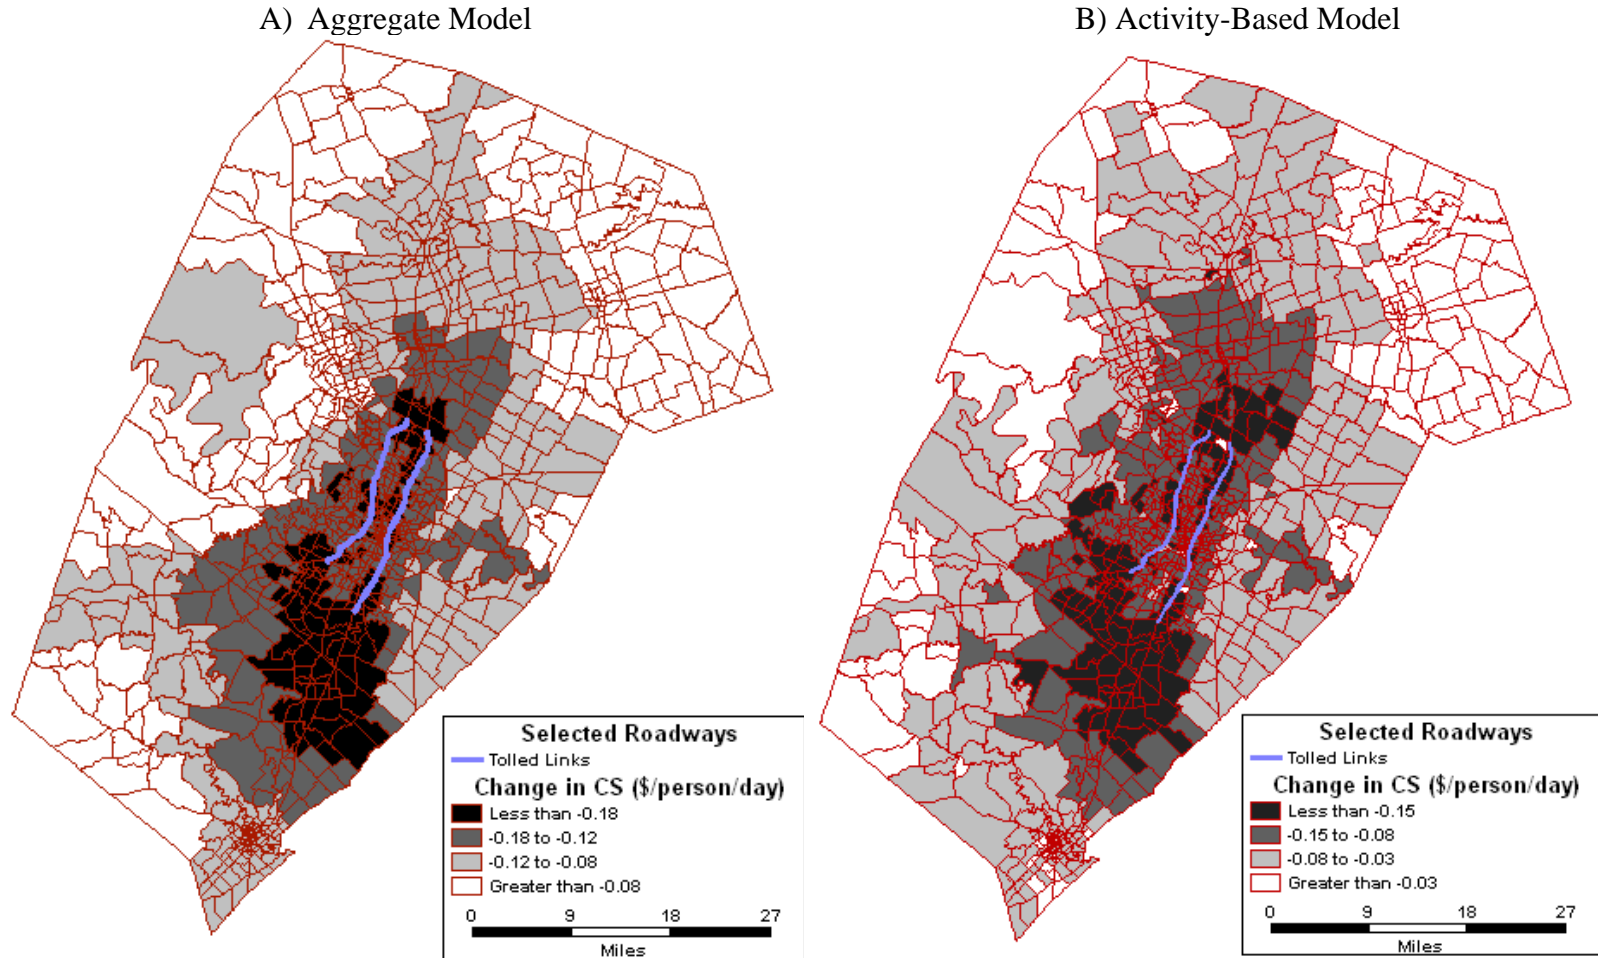 A) Aggregate Model
B) Activity-Based Model
Selected Roadways
Tolled Links
Change in CS ($/person/day)
Less than -0.18
-0.18 to -0.12
-0.12 to -0.08
Greater than -0.08
0 9 18 27
Miles
Selected Roadways
Tolled Links
Change in CS ($/person/day)
Less than -0.15
-0.15 to -0.08
-0.08 to -0.03
Greater than -0.03
0 9 18 27
Miles